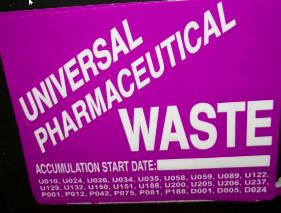 UNIVERSAL
PHARMACEUTICAL
WASTE
ACCUMULATION START DATE:
U010, U024, U026, U034, U035, U058, U059, U089, U122,
U129, U132, U150, U151, U188, U200, U205, U206, U237,
P001, P012, P042, P075, P081, P188, D001, D005, D024